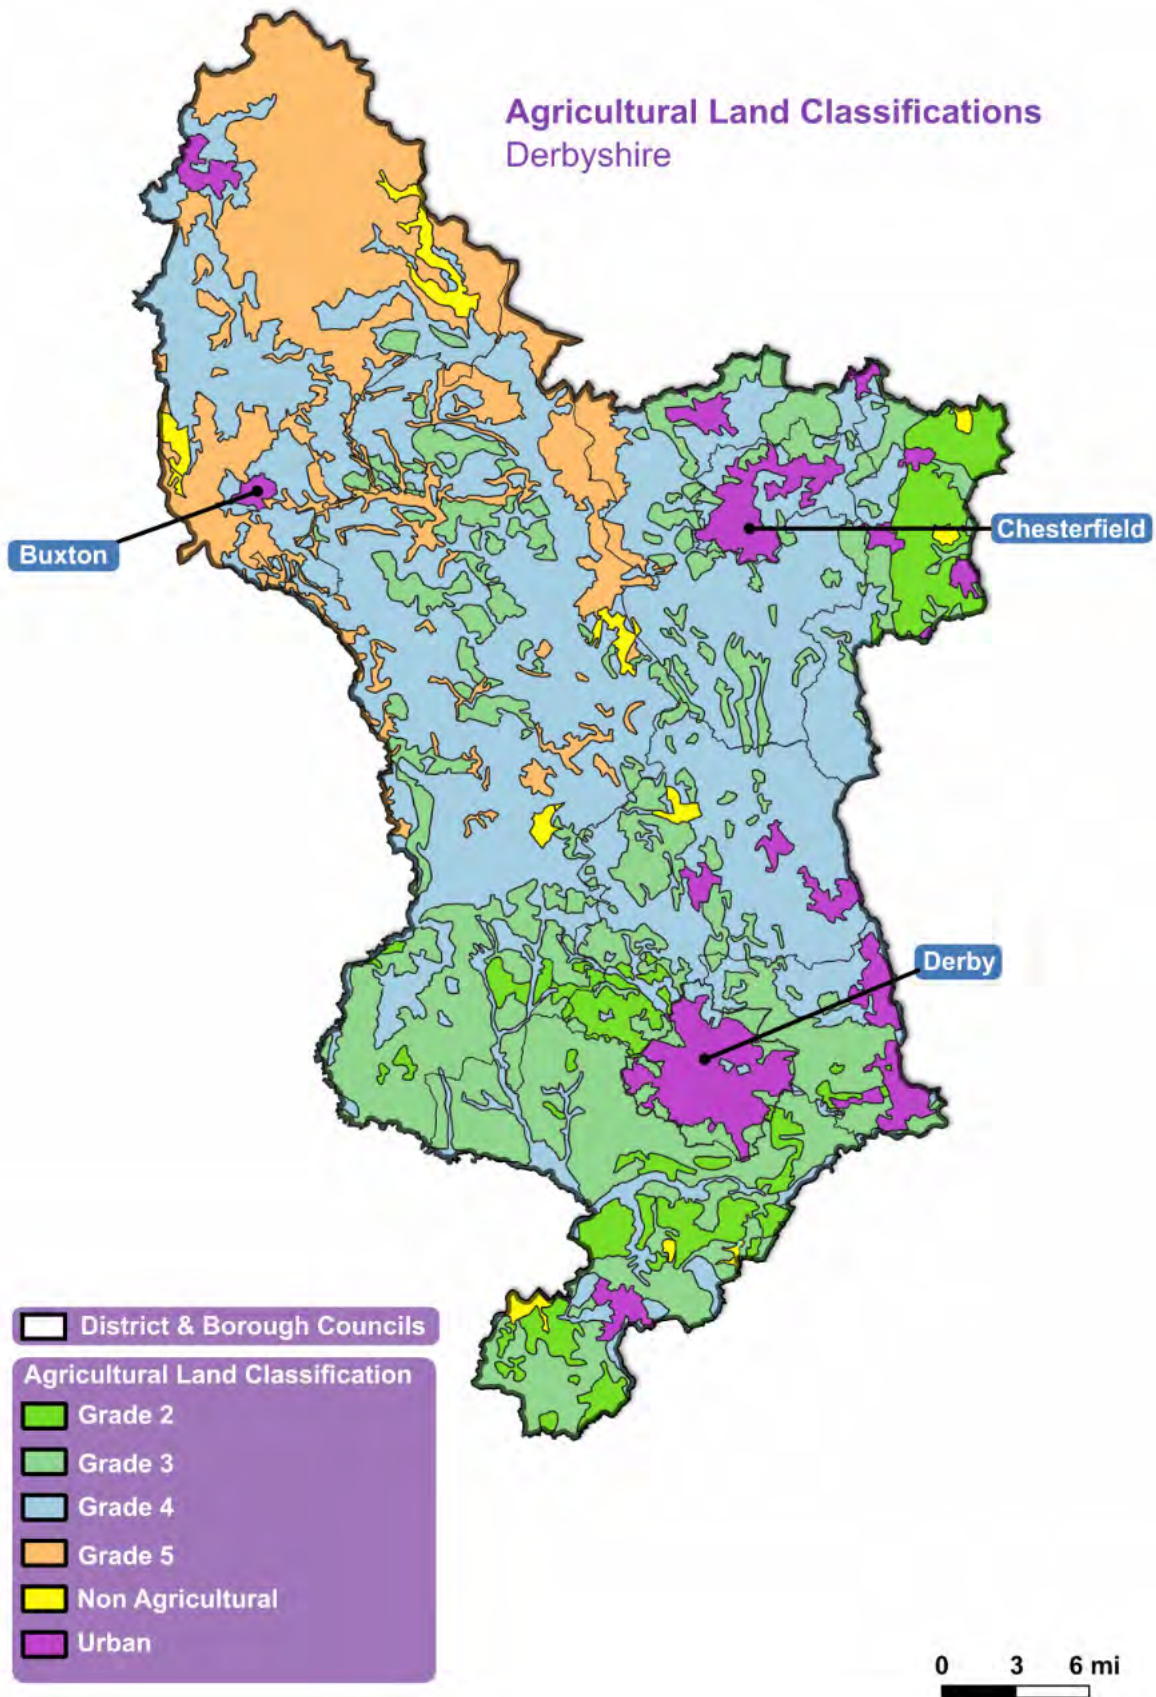 Agricultural Land Classifications
Derbyshire
Buxton
Chesterfield
Derby
District & Borough Councils
Agricultural Land Classification
Grade 2
Grade 3
Grade 4
Grade 5
Non Agricultural
Urban
0 3 6 mi